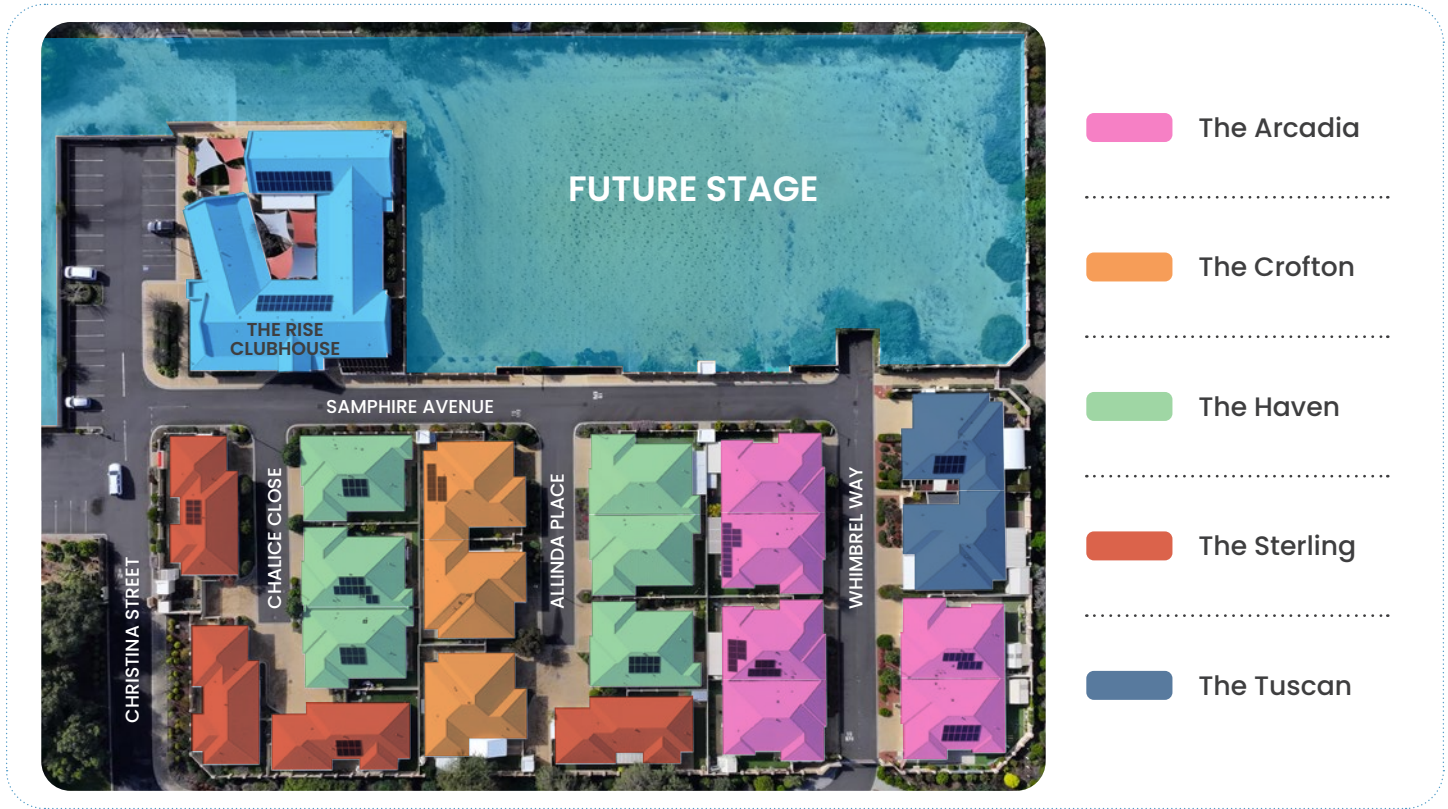 FUTURE STAGE
THE RISE
CLUBHOUSE
SAMPHIRE AVENUE
CHRISTINA STREET
CHALICE CLOSE
ALLINDA PLACE
WHIMBREL WAY
The Arcadia
The Crofton
The Haven
The Sterling
The Tuscan